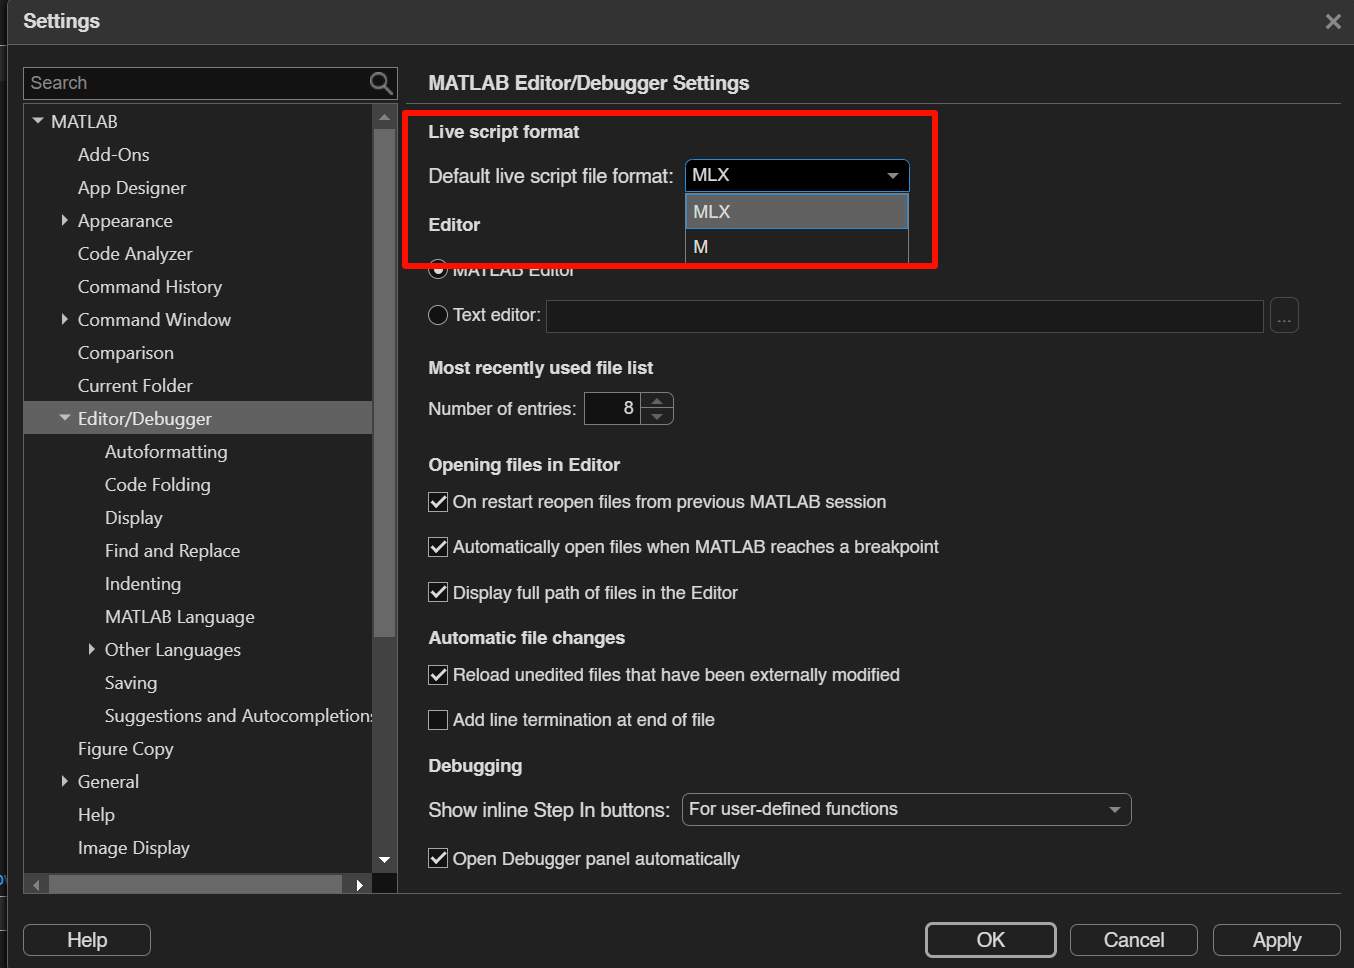 Settings
Search
MATLAB
Add-Ons
App Designer
Appearance
Code Analyzer
Command History
Command Window
Comparison
Current Folder
Editor/Debugger
Autoformatting
Code Folding
Display
Find and Replace
Indenting
MATLAB Language
Other Languages
Saving
Suggestions and Autocompletions
Figure Copy
General
Help
Image Display
MATLAB Editor/Debugger Settings
Live script format
Default live script file format: MLX
MLX
M
Editor
MATLAB Editor
Text editor: ...
Most recently used file list
Number of entries: 8
Opening files in Editor
On restart reopen files from previous MATLAB session
Automatically open files when MATLAB reaches a breakpoint
Display full path of files in the Editor
Automatic file changes
Reload unedited files that have been externally modified
Add line termination at end of file
Debugging
Show inline Step In buttons: For user-defined functions
Open Debugger panel automatically
Help
OK
Cancel
Apply